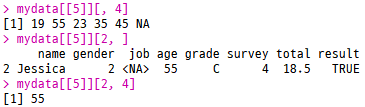 > mydata[[5]][, 4]
[1] 19 55 23 35 45 NA
> mydata[[5]][2, ]
     name gender  job age grade survey total result
2 Jessica      2 <NA>  55     C      4  18.5   TRUE
> mydata[[5]][2, 4]
[1] 55